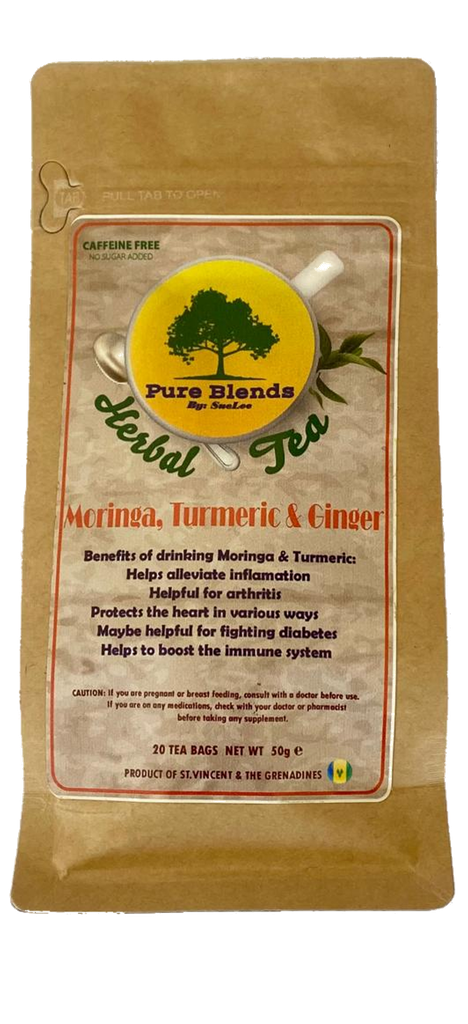 TAB
PULL TAB TO OPEN
CAFFEINE FREE
NO SUGAR ADDED
Pure Blends
By: SueLee
Herbal Tea
Moringa, Turmeric & Ginger
Benefits of drinking Moringa & Turmeric:
Helps alleviate inflamation
Helpful for arthritis
Protects the heart in various ways
Maybe helpful for fighting diabetes
Helps to boost the immune system
CAUTION: If you are pregnant or breast feeding, consult with a doctor before use.
If you are on any medications, check with your doctor or pharmacist
before taking any supplement.
20 TEA BAGS NET WT 50g ℮
PRODUCT OF ST.VINCENT & THE GRENADINES